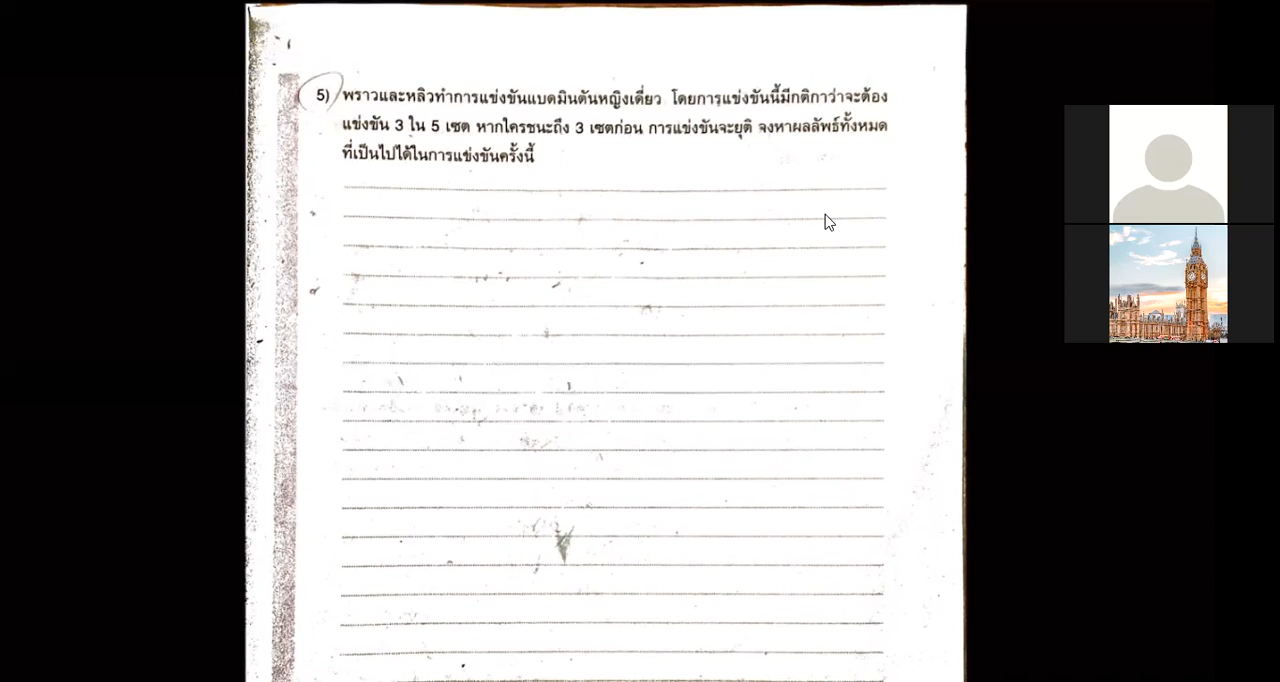 5) พราวและหลิวทำการแข่งขันแบดมินตันหญิงเดี่ยว โดยการแข่งขันนี้มีกติกาว่าจะต้อง
แข่งขัน 3 ใน 5 เซต หากใครชนะถึง 3 เซตก่อน การแข่งขันจะยุติ จงหาผลลัพธ์ทั้งหมด
ที่เป็นไปได้ในการแข่งขันครั้งนี้